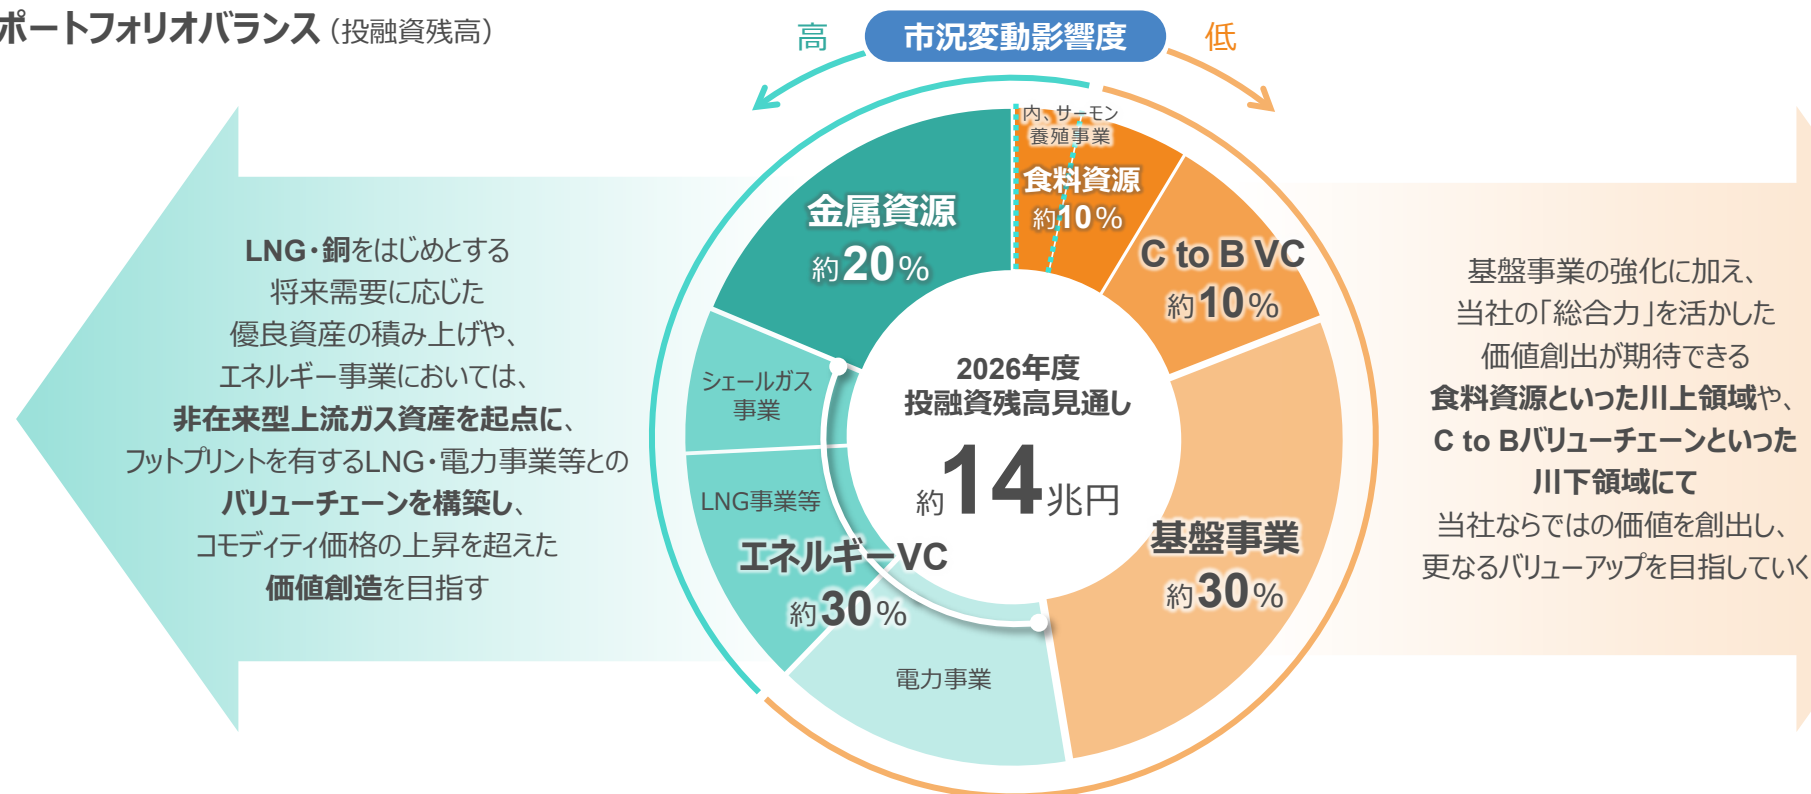 ポートフォリオバランス（投融資残高）
高
市況変動影響度
低
LNG・銅をはじめとする
将来需要に応じた
優良資産の積み上げや、
エネルギー事業においては、
非在来型上流ガス資産を起点に、
フットプリントを有するLNG・電力事業等との
バリューチェーンを構築し、
コモディティ価格の上昇を超えた
価値創造を目指す
金属資源
約20%
内、サーモン
養殖事業
食料資源
約10%
C to B VC
約10%
シェールガス
事業
LNG事業等
エネルギーVC
約30%
電力事業
2026年度
投融資残高見通し
約14兆円
基盤事業
約30%
基盤事業の強化に加え、
当社の「総合力」を活かした
価値創出が期待できる
食料資源といった川上領域や、
C to Bバリューチェーンといった
川下領域にて
当社ならではの価値を創出し、
更なるバリューアップを目指していく